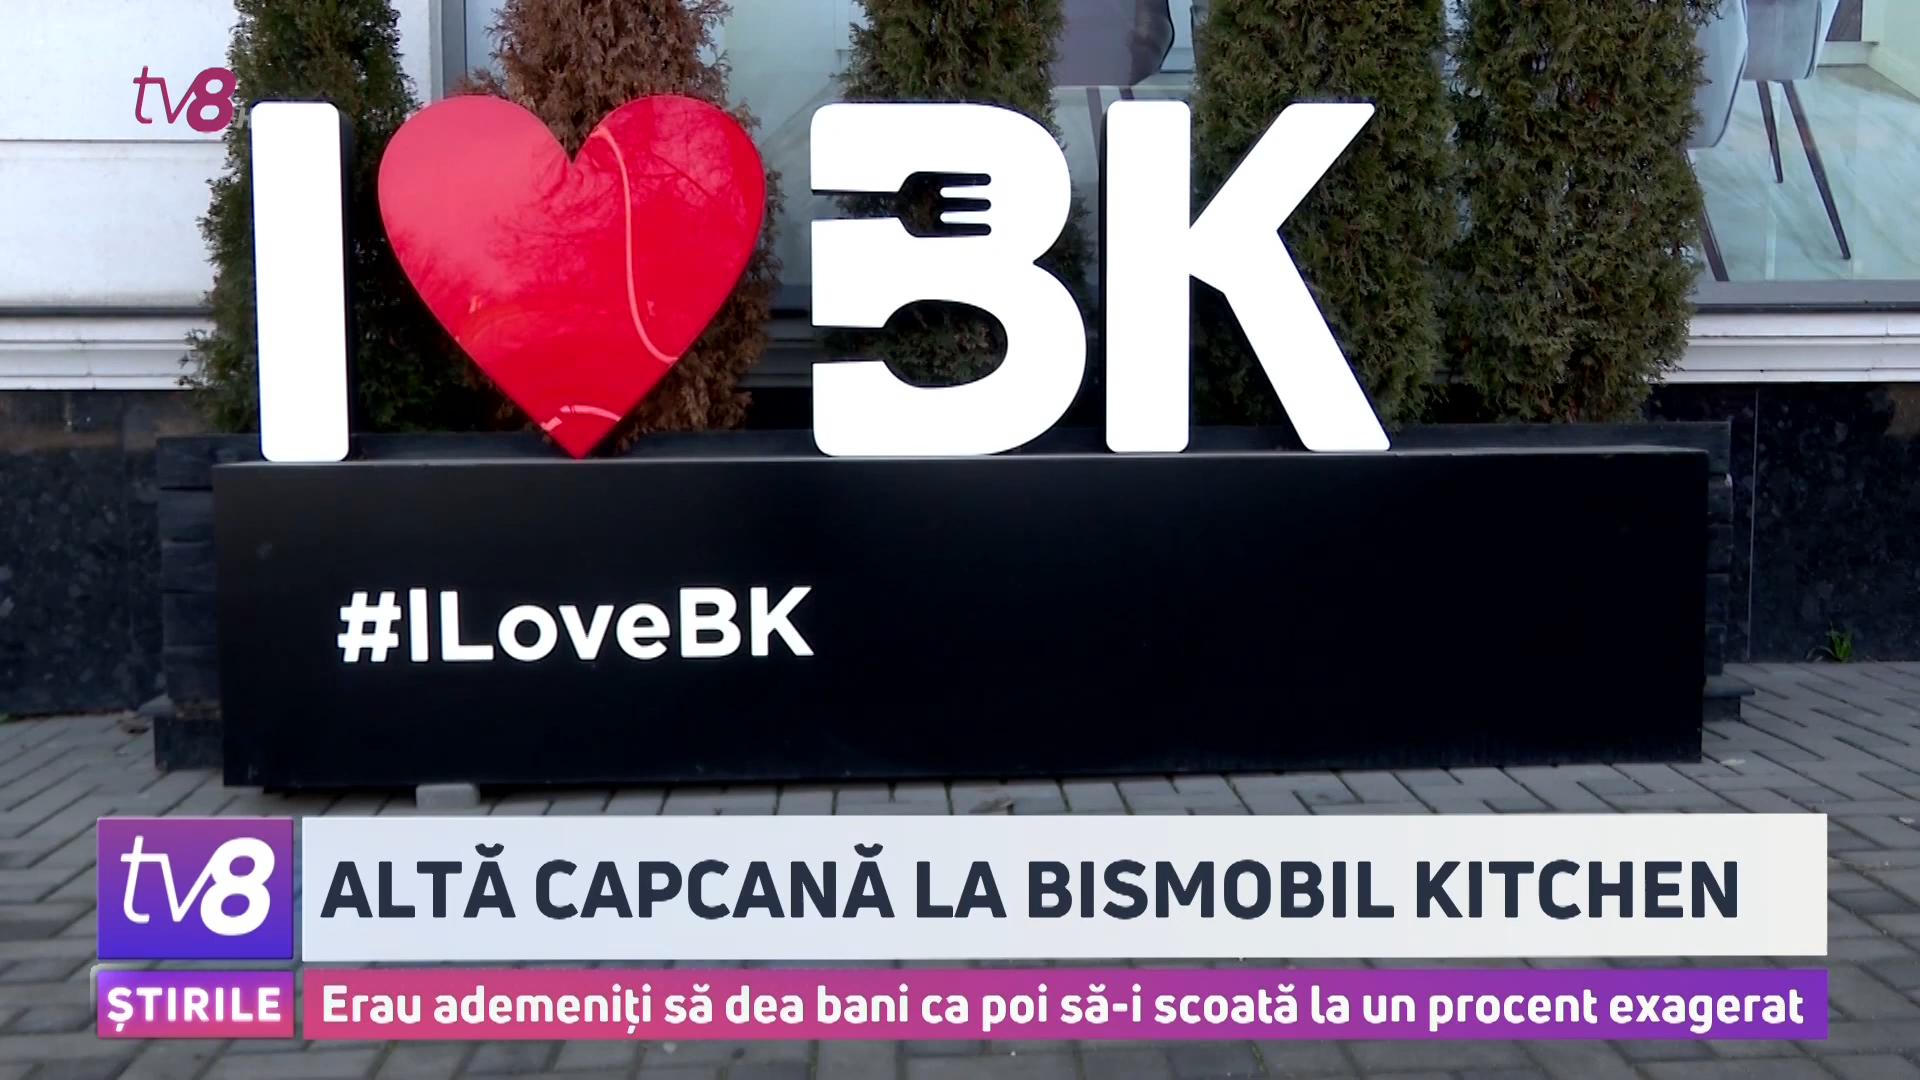 tv8
I ❤ BK
#ILoveBK
tv8
ALTĂ CAPCANĂ LA BISMOBIL KITCHEN
ȘTIRILE
Erau ademeniți să dea bani ca poi să-i scoată la un procent exagerat